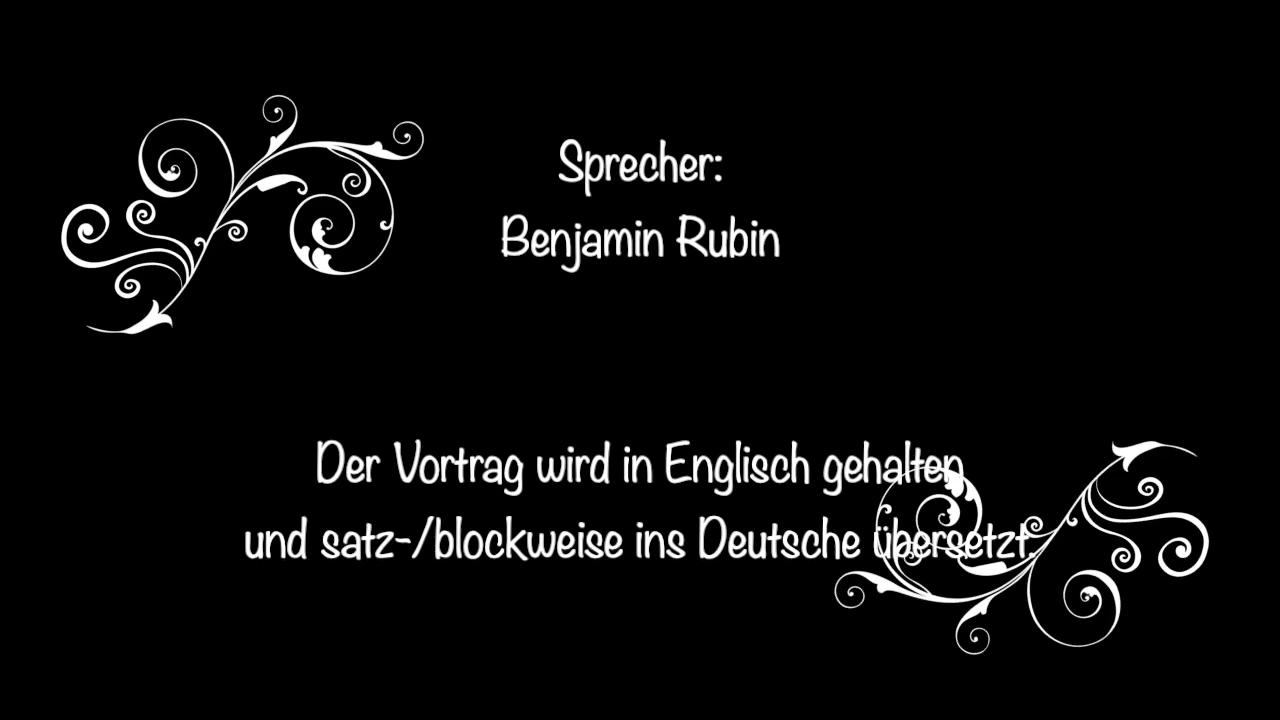 Sprecher:
Benjamin Rubin
Der Vortrag wird in Englisch gehalten
und satz-/blockweise ins Deutsche übersetzt.